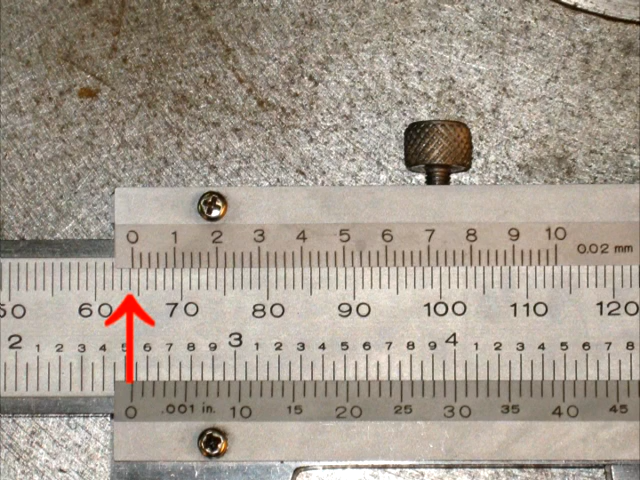 0 1 2 3 4 5 6 7 8 9 10 0.02 mm
50 60 70 80 90 100 110 120
2 1 2 3 4 5 6 7 8 9 3 1 2 3 4 5 6 7 8 9 4 1 2 3 4 5 6 7 8
0 .001 in. 10 15 20 25 30 35 40 45